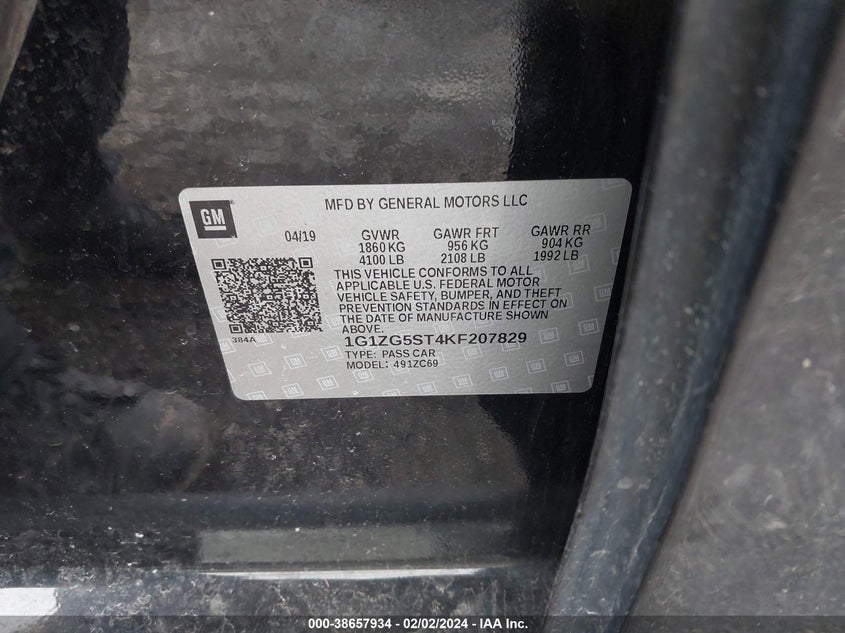 GM
MFD BY GENERAL MOTORS LLC
04/19
GVWR
1860 KG
4100 LB
GAWR FRT
956 KG
2108 LB
GAWR RR
904 KG
1992 LB
THIS VEHICLE CONFORMS TO ALL
APPLICABLE U.S. FEDERAL MOTOR
VEHICLE SAFETY, BUMPER, AND THEFT
PREVENTION STANDARDS IN EFFECT ON
THE DATE OF MANUFACTURE SHOWN
ABOVE.
384A
1G1ZG5ST4KF207829
TYPE: PASS CAR
MODEL: 491ZC69
000-38657934 - 02/02/2024 - IAAI.COM